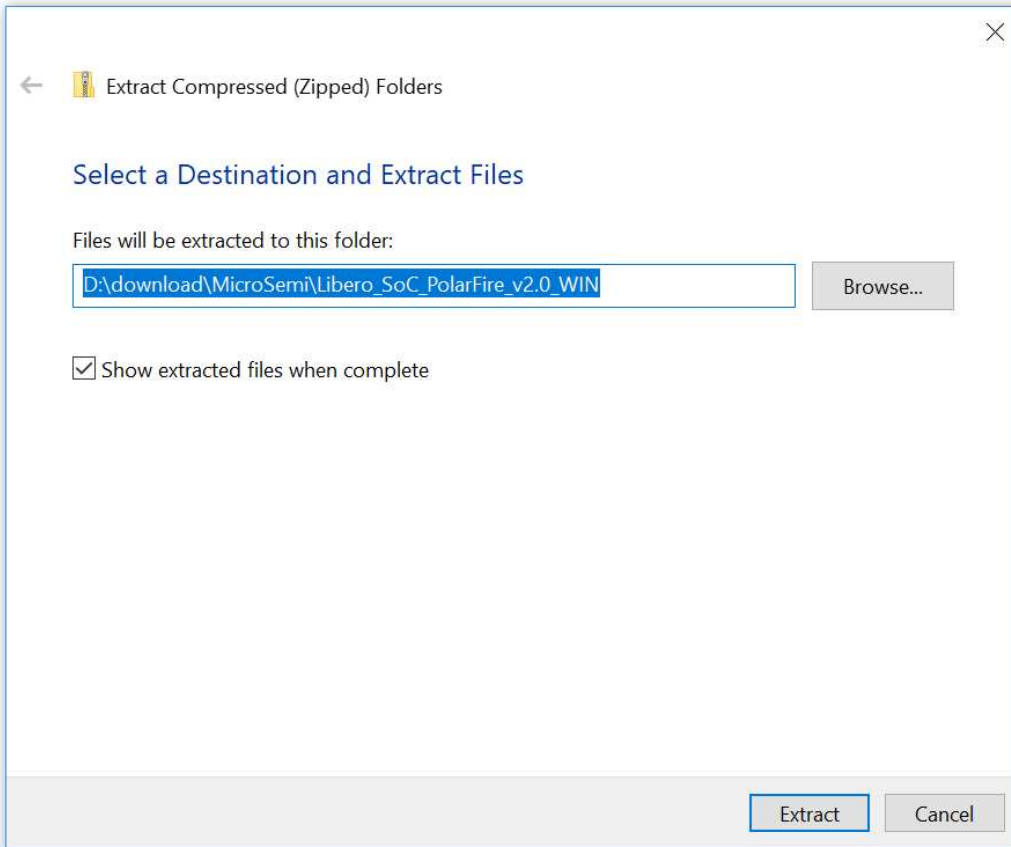 Extract Compressed (Zipped) Folders
Select a Destination and Extract Files
Files will be extracted to this folder:
D:\download\MicroSemi\Libero_SoC_PolarFire_v2.0_WIN
Browse...
Show extracted files when complete
Extract
Cancel